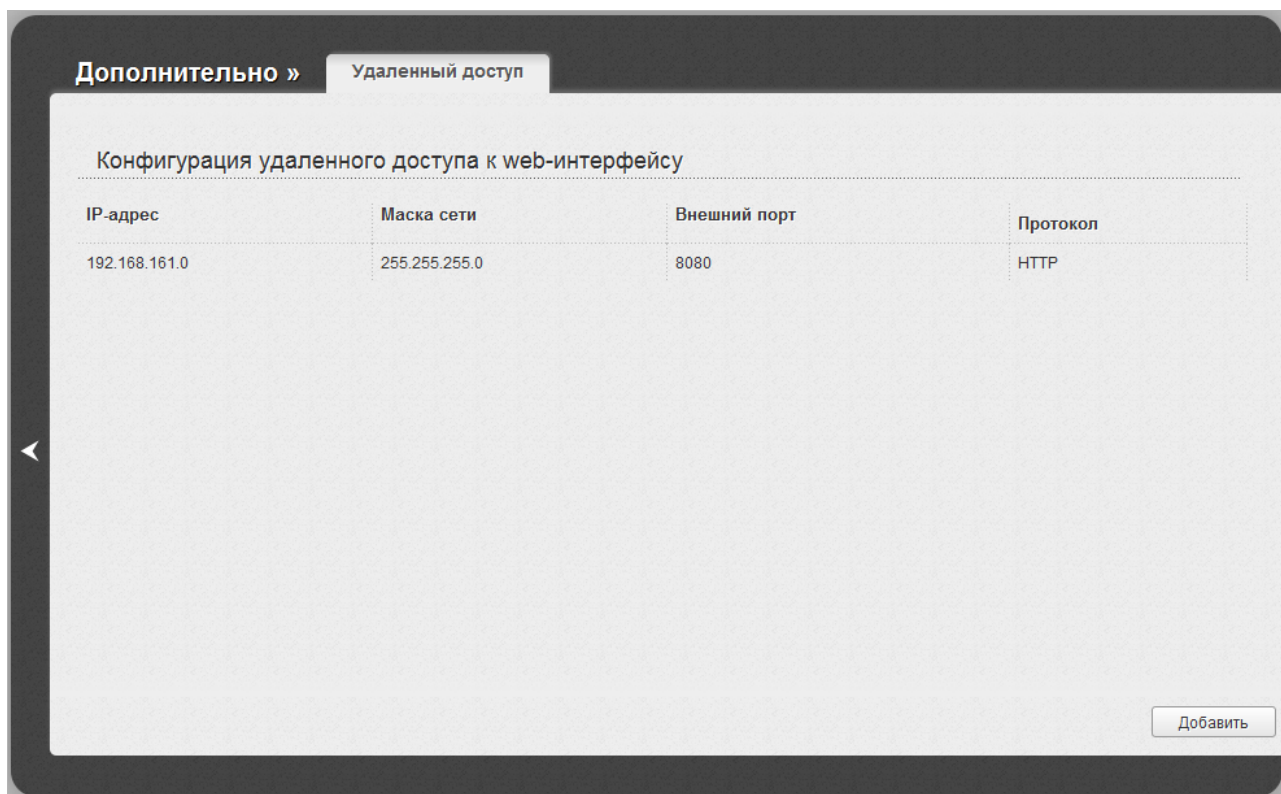 Дополнительно » Удаленный доступ
Конфигурация удаленного доступа к web-интерфейсу
IP-адрес Маска сети Внешний порт Протокол
192.168.161.0 255.255.255.0 8080 HTTP
Добавить